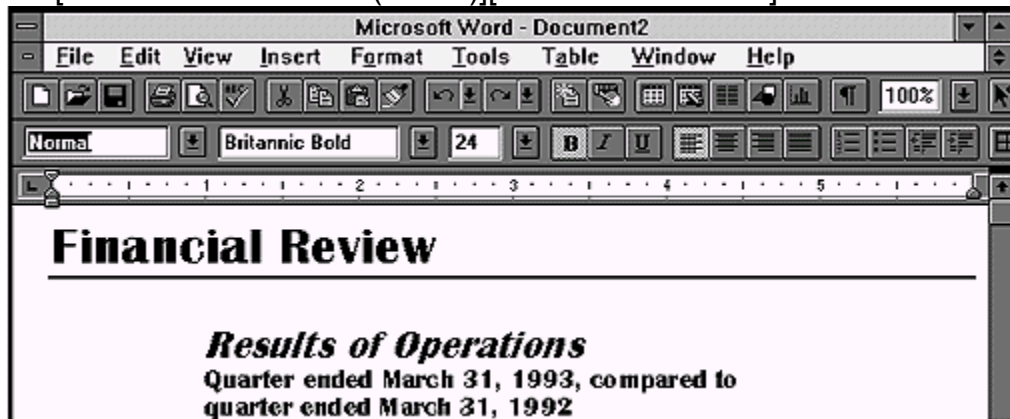 Microsoft Word - Document2
File Edit View Insert Format Tools Table Window Help
100%
Normal Britannic Bold 24 B I U
1 2 3 4 5
Financial Review
Results of Operations
Quarter ended March 31, 1993, compared to
quarter ended March 31, 1992